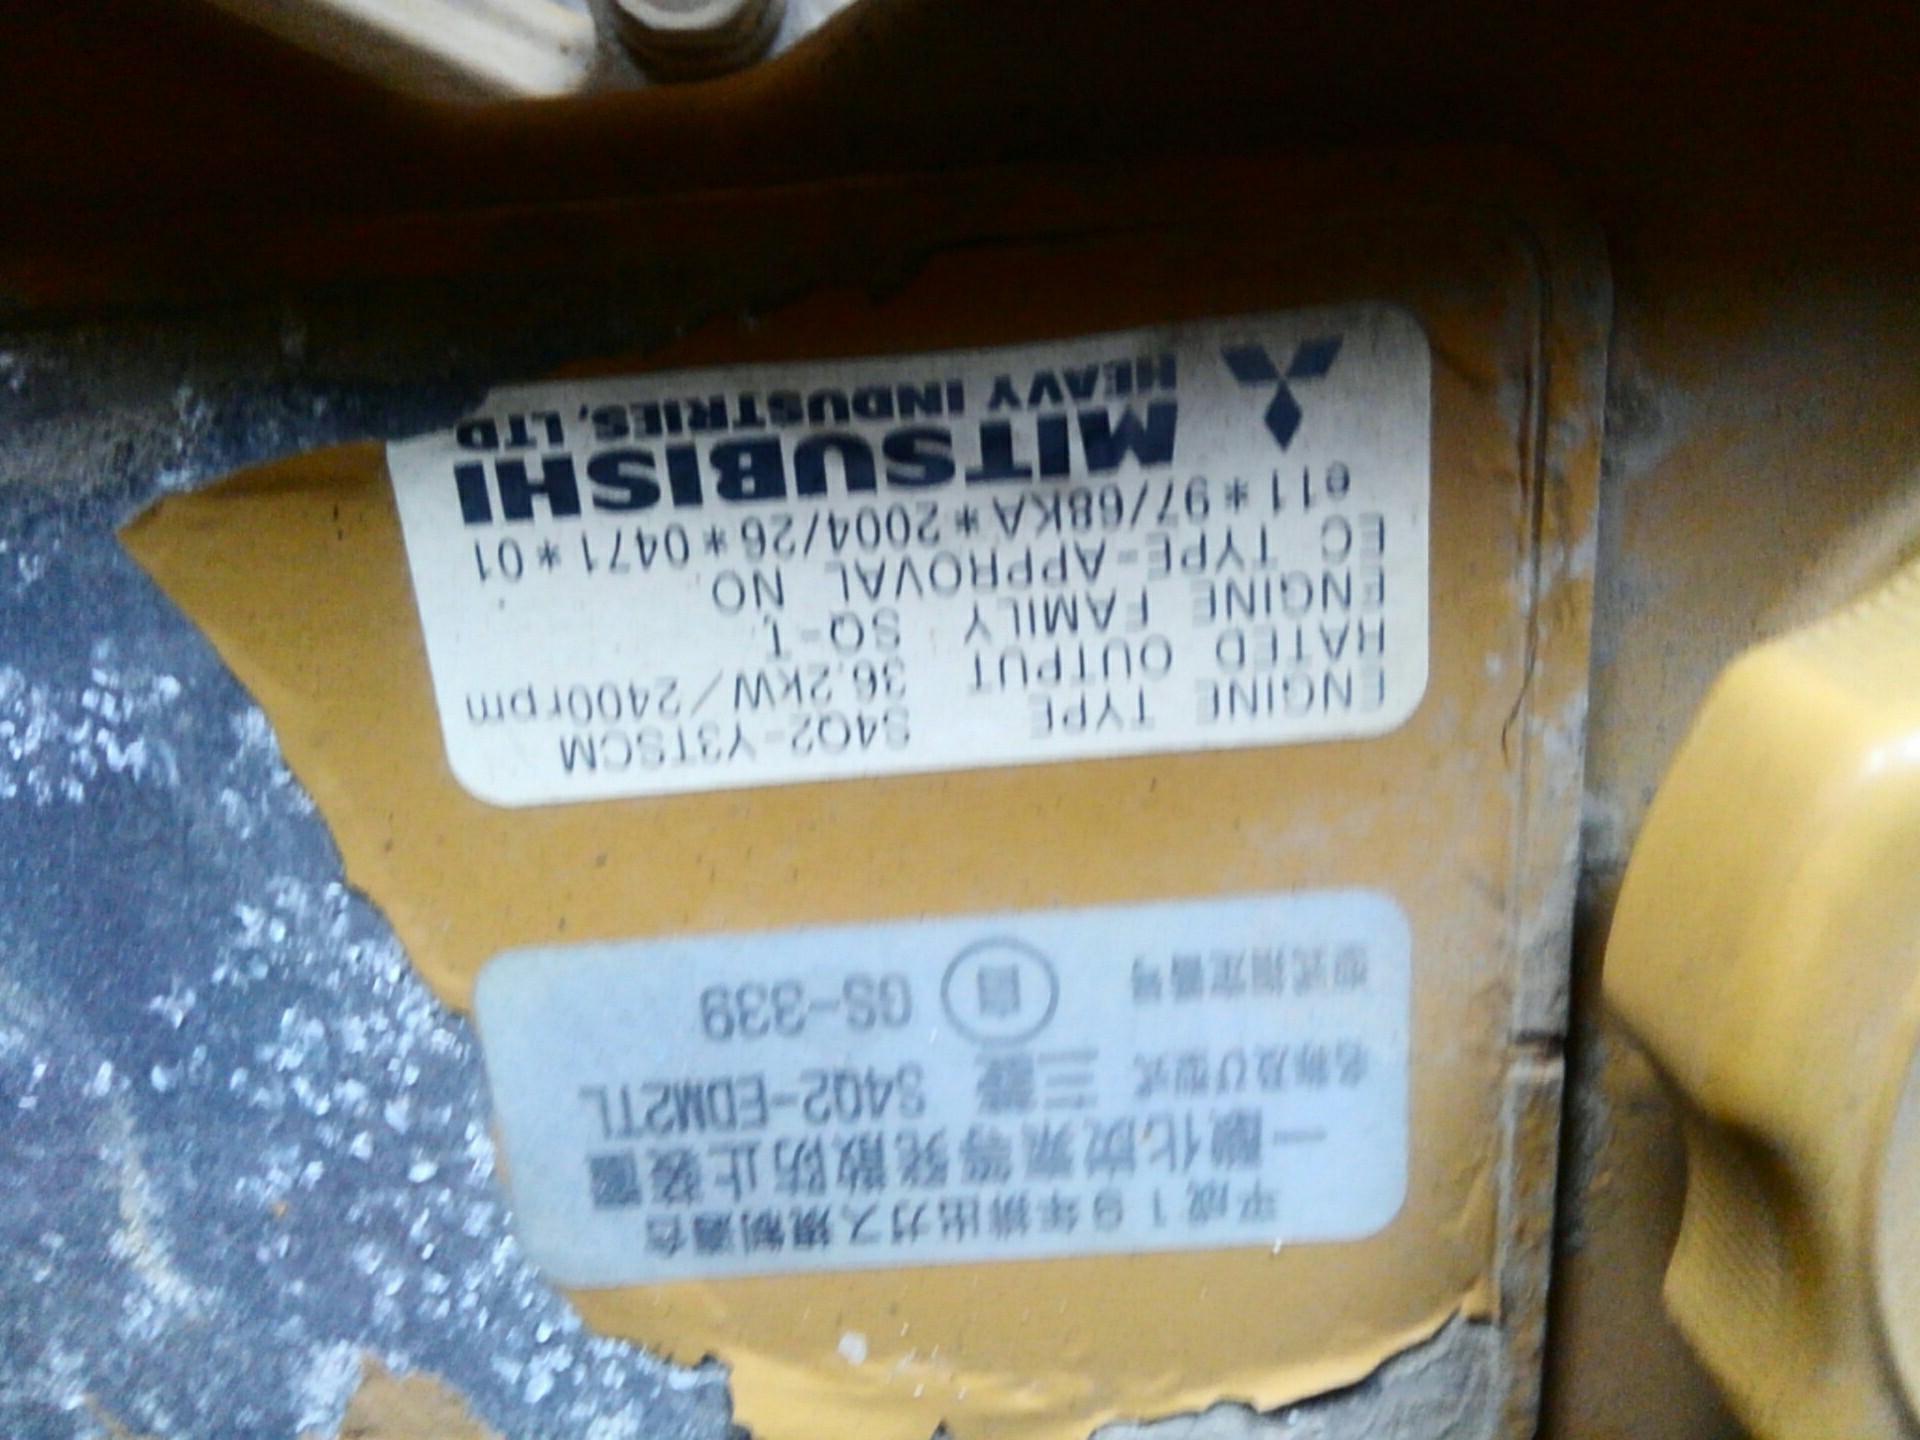 平成19年排出ガス規制適合
一酸化炭素等発散防止装置
名称及び型式 三菱 S4Q2-EDM2TL
型式指定番号 自 GS-339
ENGINE TYPE S4Q2-Y3TSCM
RATED OUTPUT 36.2kW/2400rpm
ENGINE FAMILY SQ-T
EC TYPE-APPROVAL NO
e11*97/68KA*2004/26*0471*01
MITSUBISHI
HEAVY INDUSTRIES, LTD